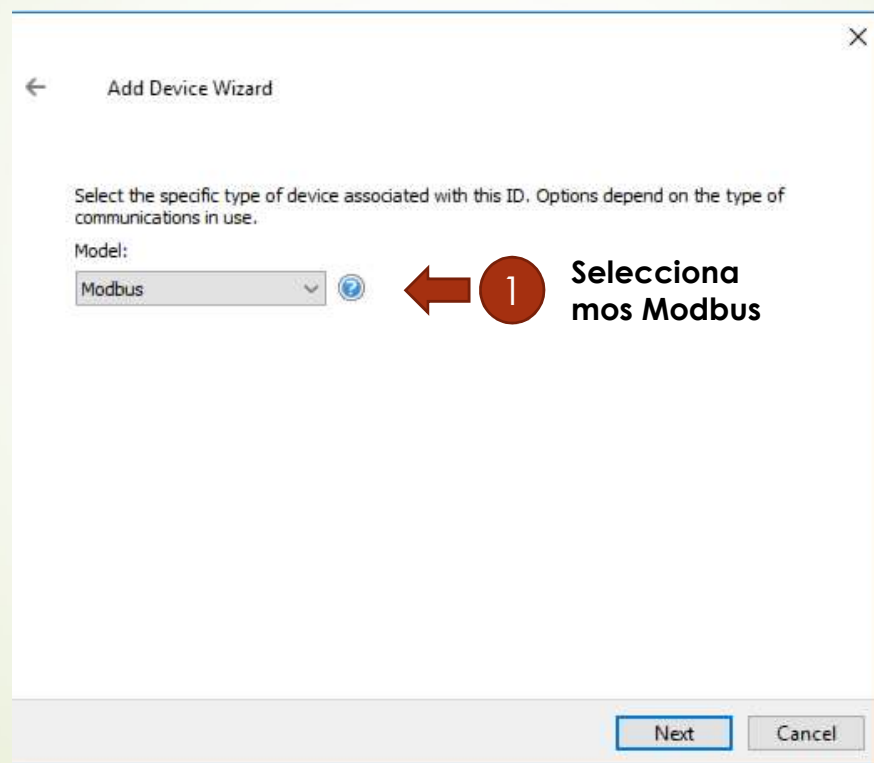 Add Device Wizard
Select the specific type of device associated with this ID. Options depend on the type of
communications in use.
Model:
Modbus
1
Selecciona
mos Modbus
Next
Cancel